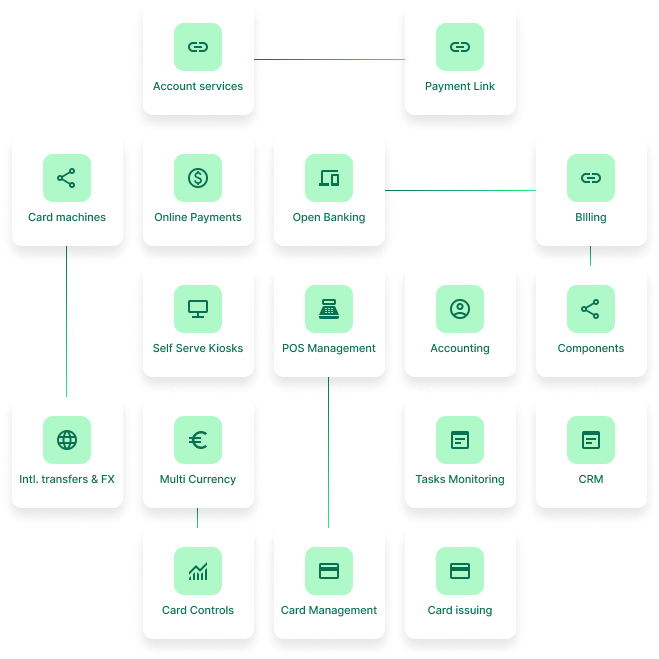 Account services
Payment Link
Card machines
Online Payments
Open Banking
BIlling
Self Serve Kiosks
POS Management
Accounting
Components
Intl. transfers & FX
Multi Currency
Tasks Monitoring
CRM
Card Controls
Card Management
Card issuing